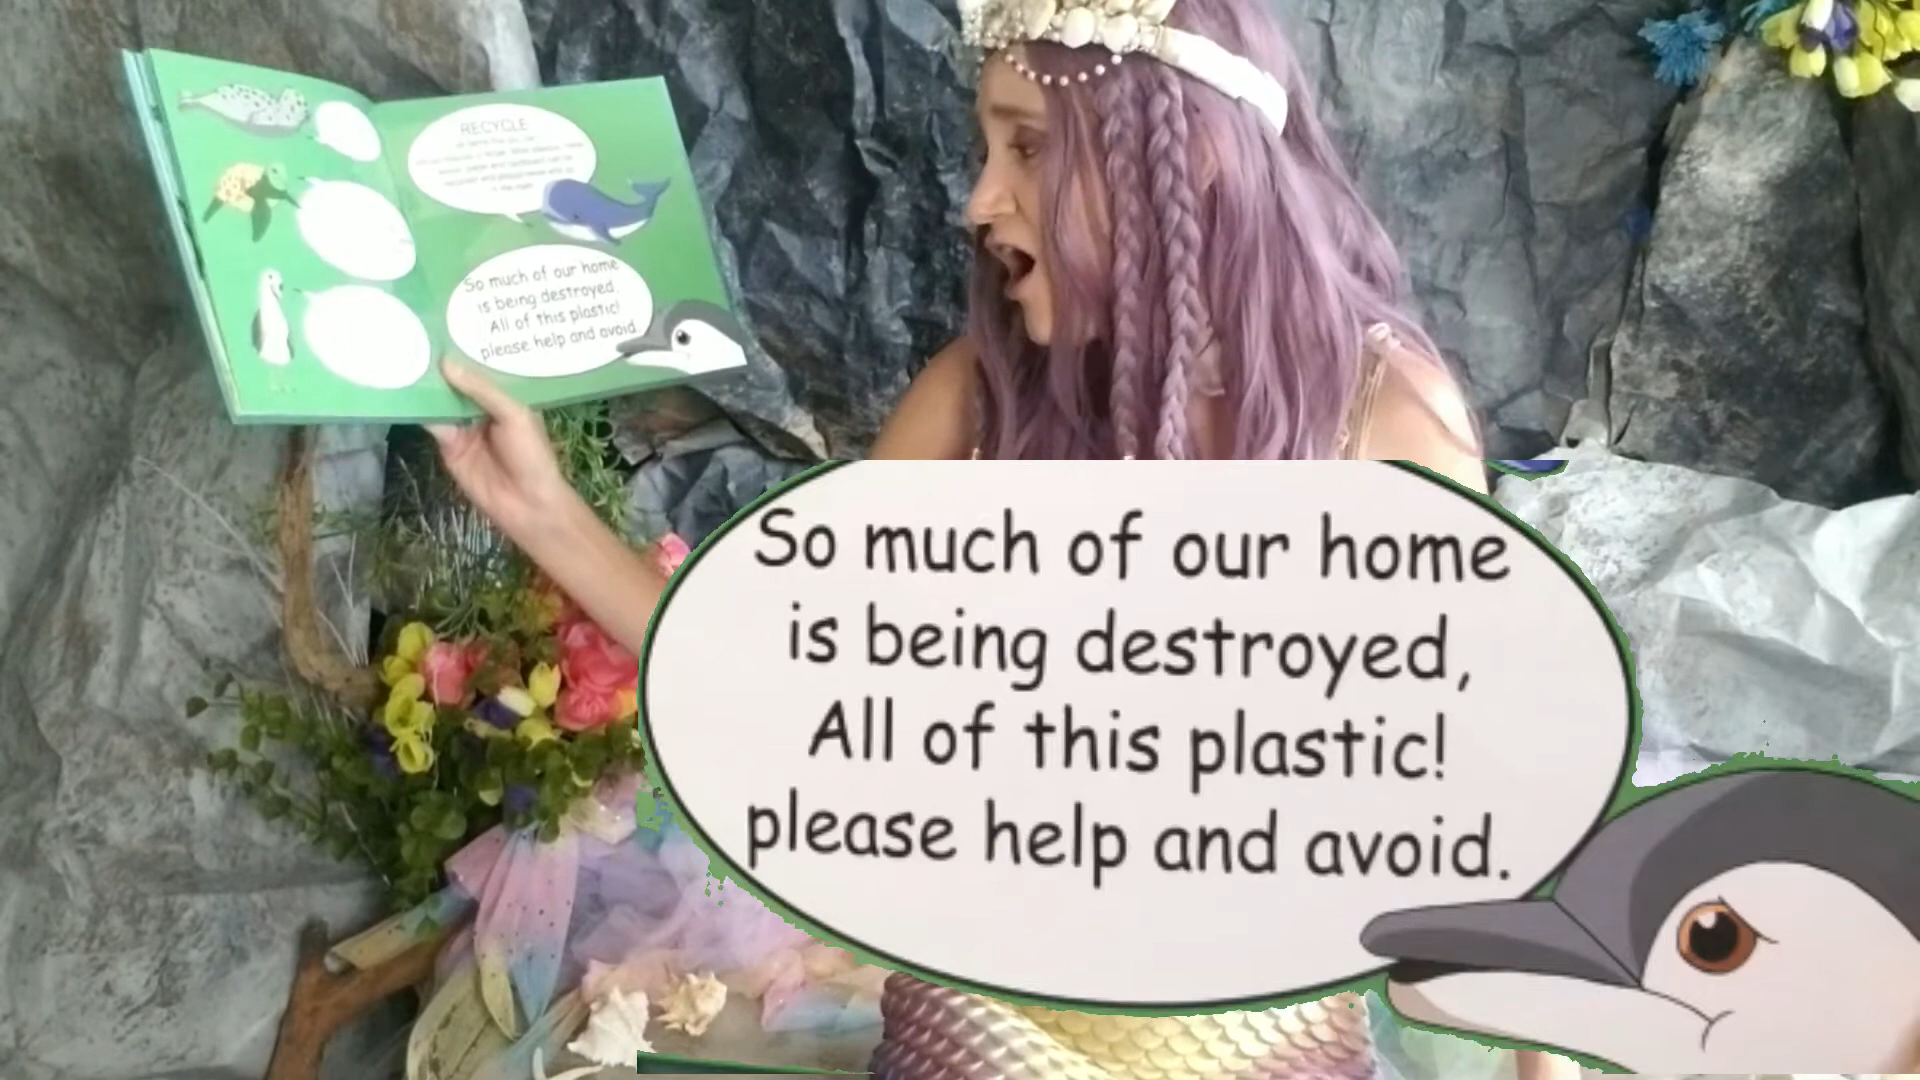 RECYCLE
So much of our home
is being destroyed,
All of this plastic!
please help and avoid.
So much of our home
is being destroyed,
All of this plastic!
please help and avoid.